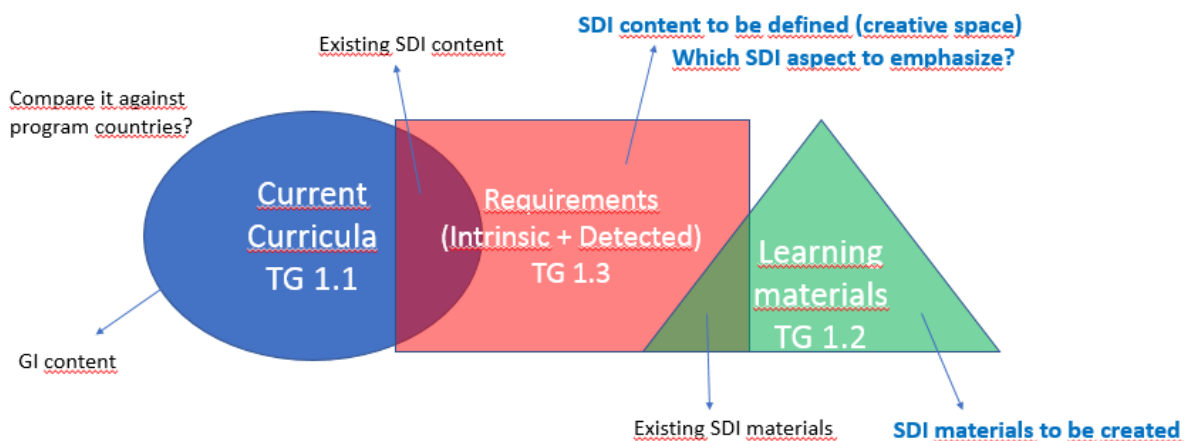 SDI content to be defined (creative space)
Which SDI aspect to emphasize?
Existing SDI content
Compare it against
program countries?
Current
Curricula
TG 1.1
Requirements
(Intrinsic + Detected)
TG 1.3
Learning
materials
TG 1.2
GI content
Existing SDI materials
SDI materials to be created